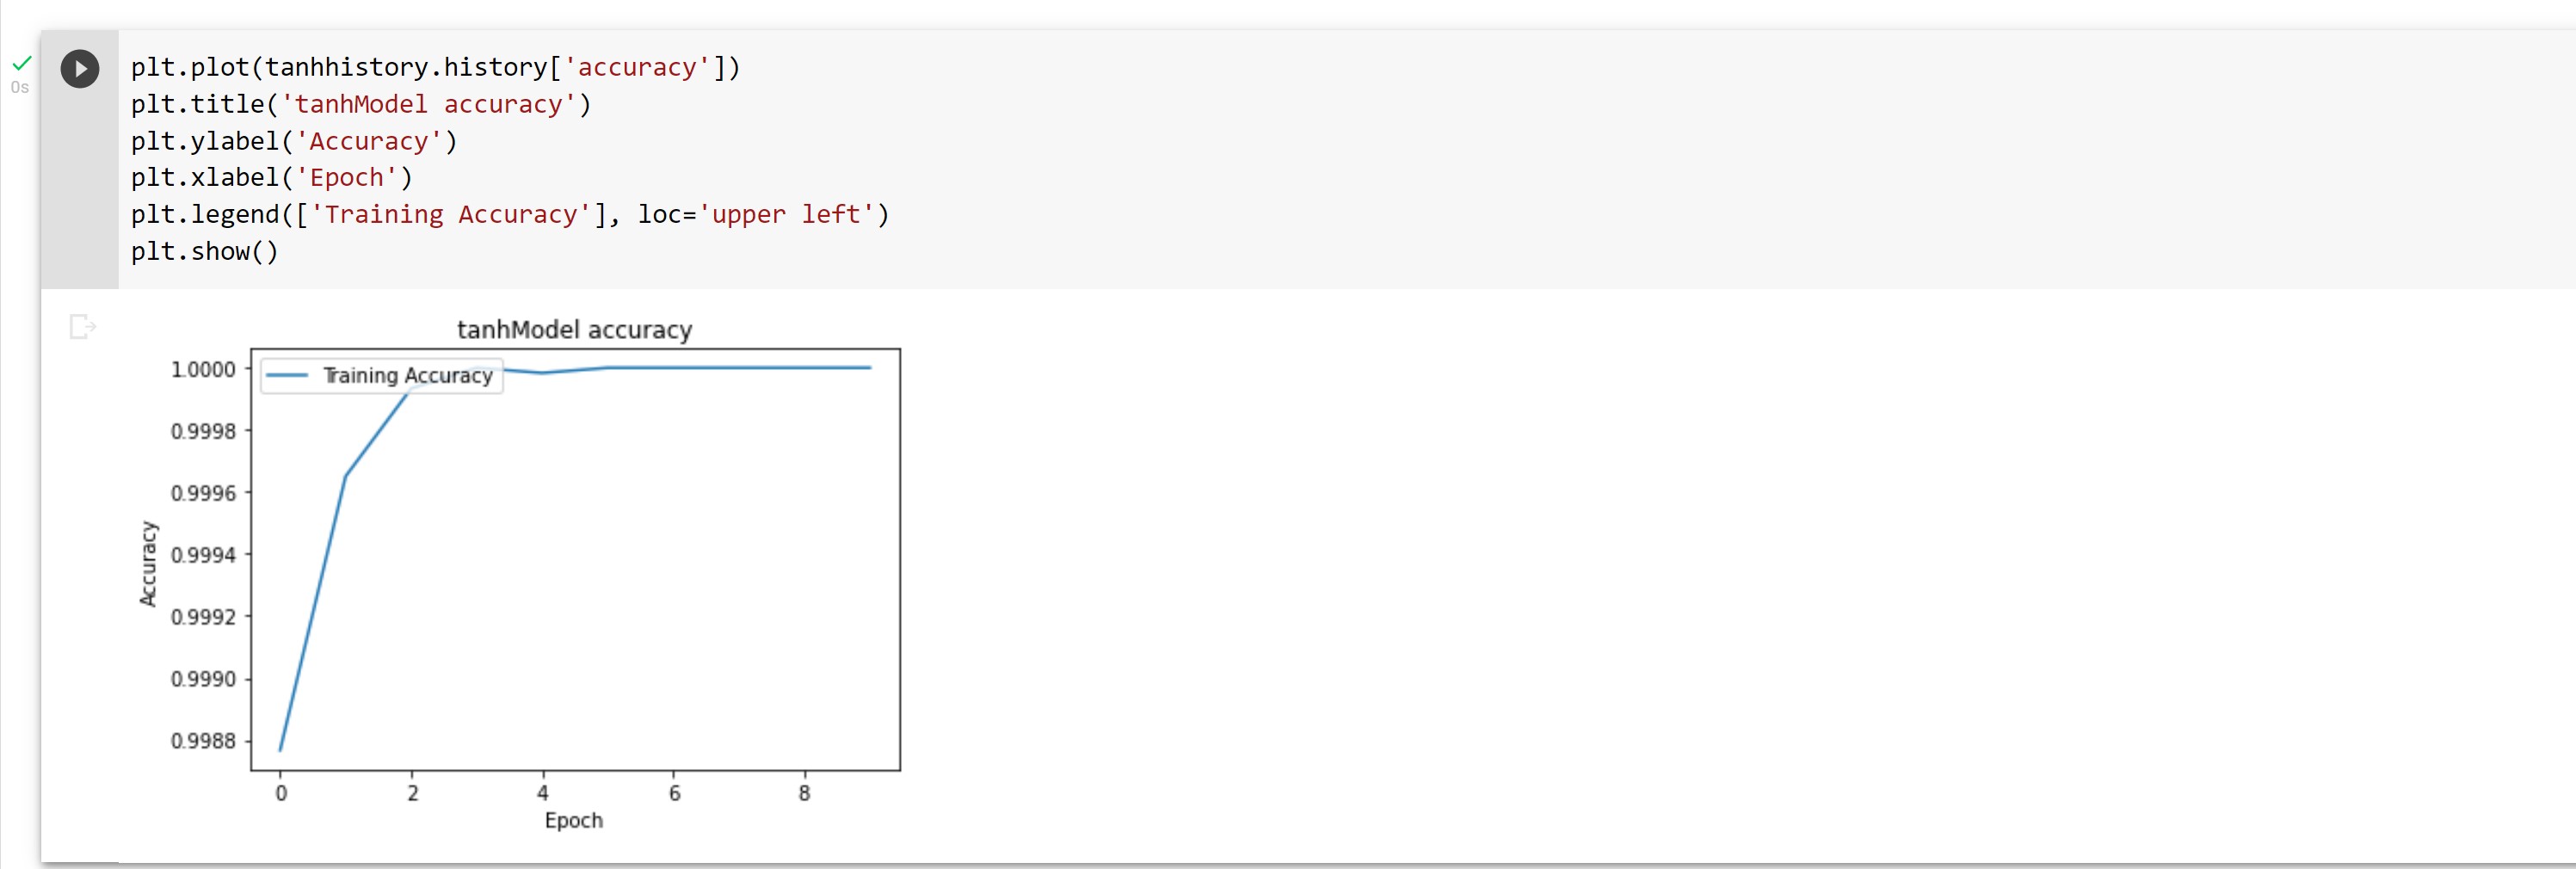 plt.plot(tanhhistory.history['accuracy'])
0s
plt.title('tanhModel accuracy')
plt.ylabel('Accuracy')
plt.xlabel('Epoch')
plt.legend(['Training Accuracy'], loc='upper left')
plt.show()
tanhModel accuracy
Training Accuracy
1.0000
0.9998
0.9996
0.9994
0.9992
0.9990
0.9988
Accuracy
0 2 4 6 8
Epoch